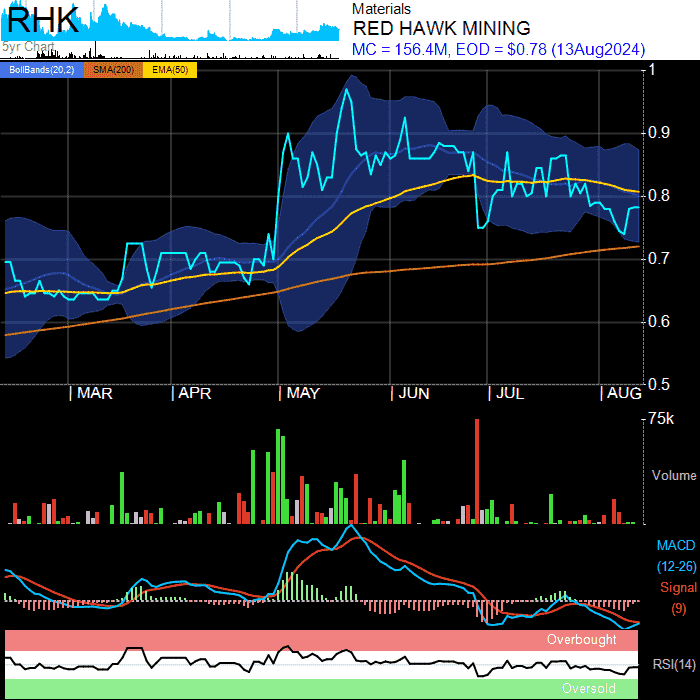 RHK
5yr Chart
Materials
RED HAWK MINING
MC = 156.4M, EOD = $0.78 (13Aug2024)
BollBands(20,2) SMA(200) EMA(50)
1
0.9
0.8
0.7
0.6
0.5
MAR APR MAY JUN JUL AUG
75k
Volume
MACD
(12-26)
Signal
(9)
Overbought
RSI(14)
Oversold